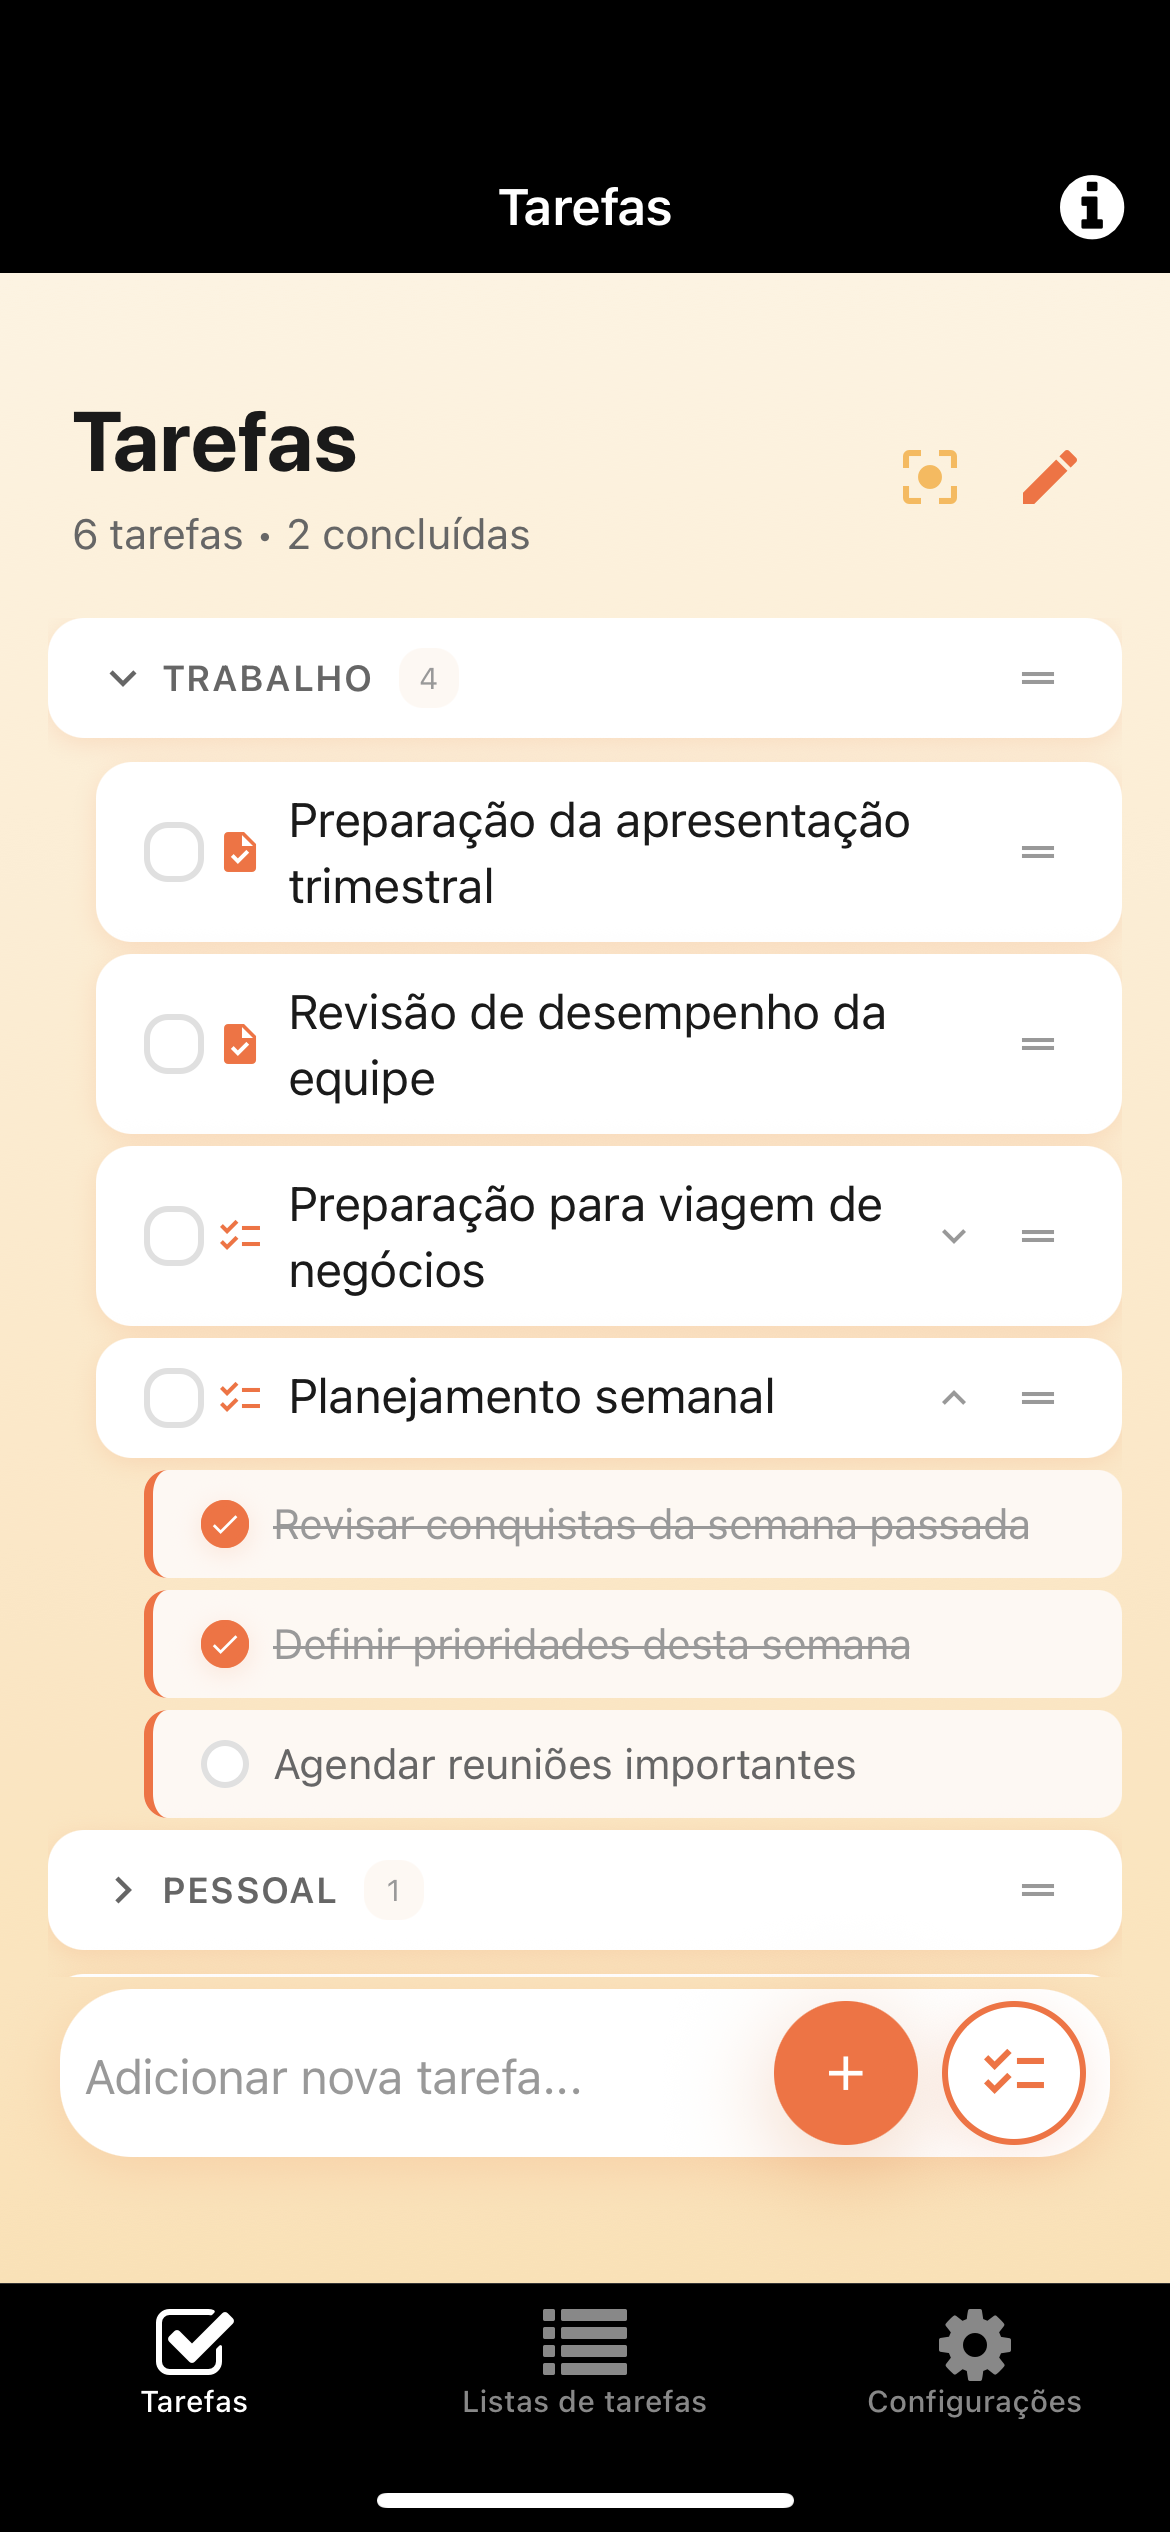 Tarefas
Tarefas
6 tarefas • 2 concluídas
TRABALHO 4
Preparação da apresentação
trimestral
Revisão de desempenho da
equipe
Preparação para viagem de
negócios
Planejamento semanal
Revisar conquistas da semana passada
Definir prioridades desta semana
Agendar reuniões importantes
PESSOAL 1
Adicionar nova tarefa...
Tarefas
Listas de tarefas
Configurações